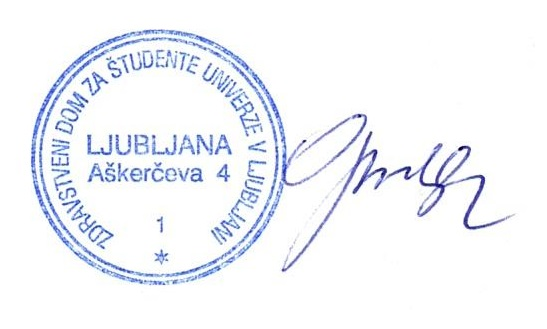 ZDRAVSTVENI DOM ZA ŠTUDENTE UNIVERZE V LJUBLJANI
LJUBLJANA
Aškerčeva 4
1